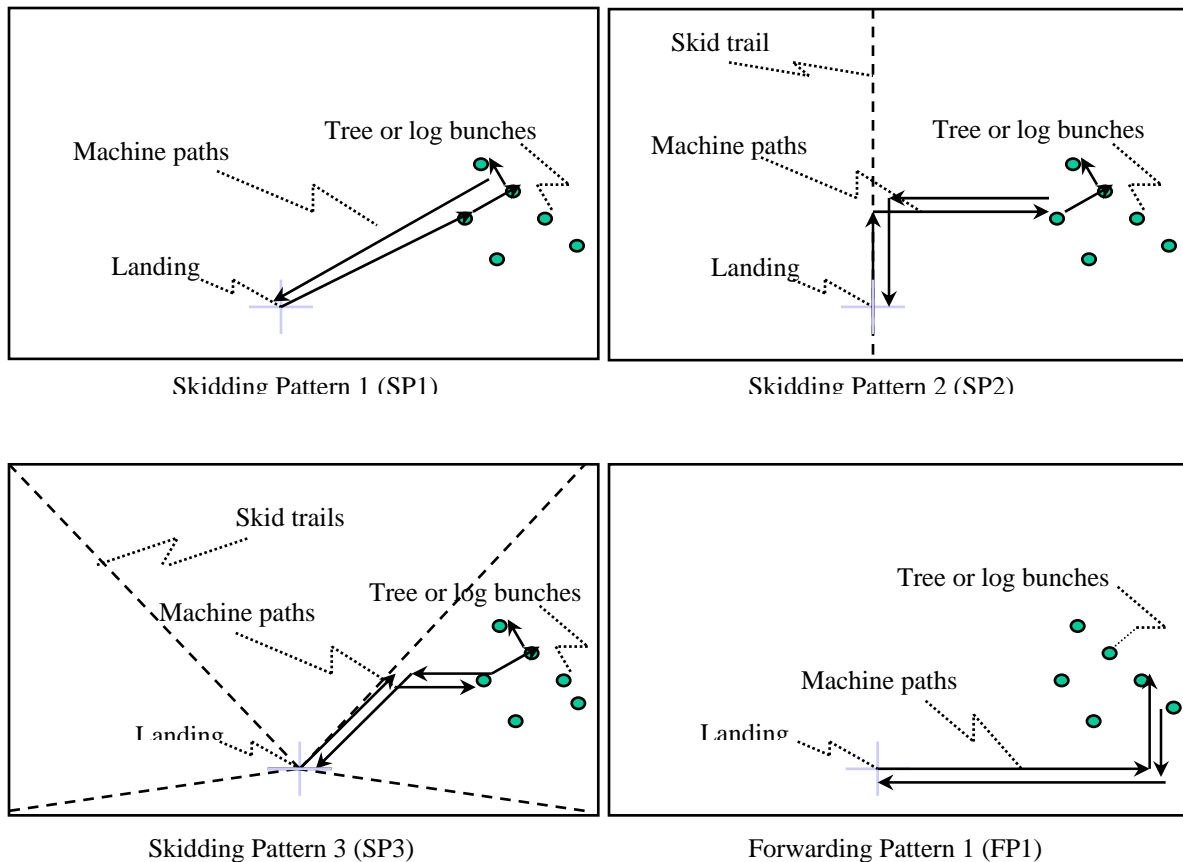 Skid trail
Tree or log bunches
Machine paths
Landing
Tree or log bunches
Machine paths
Landing
Skidding Pattern 1 (SP1)
Skidding Pattern 2 (SP2)
Skid trails
Tree or log bunches
Machine paths
Landing
Tree or log bunches
Machine paths
Landing
Skidding Pattern 3 (SP3)
Forwarding Pattern 1 (FP1)